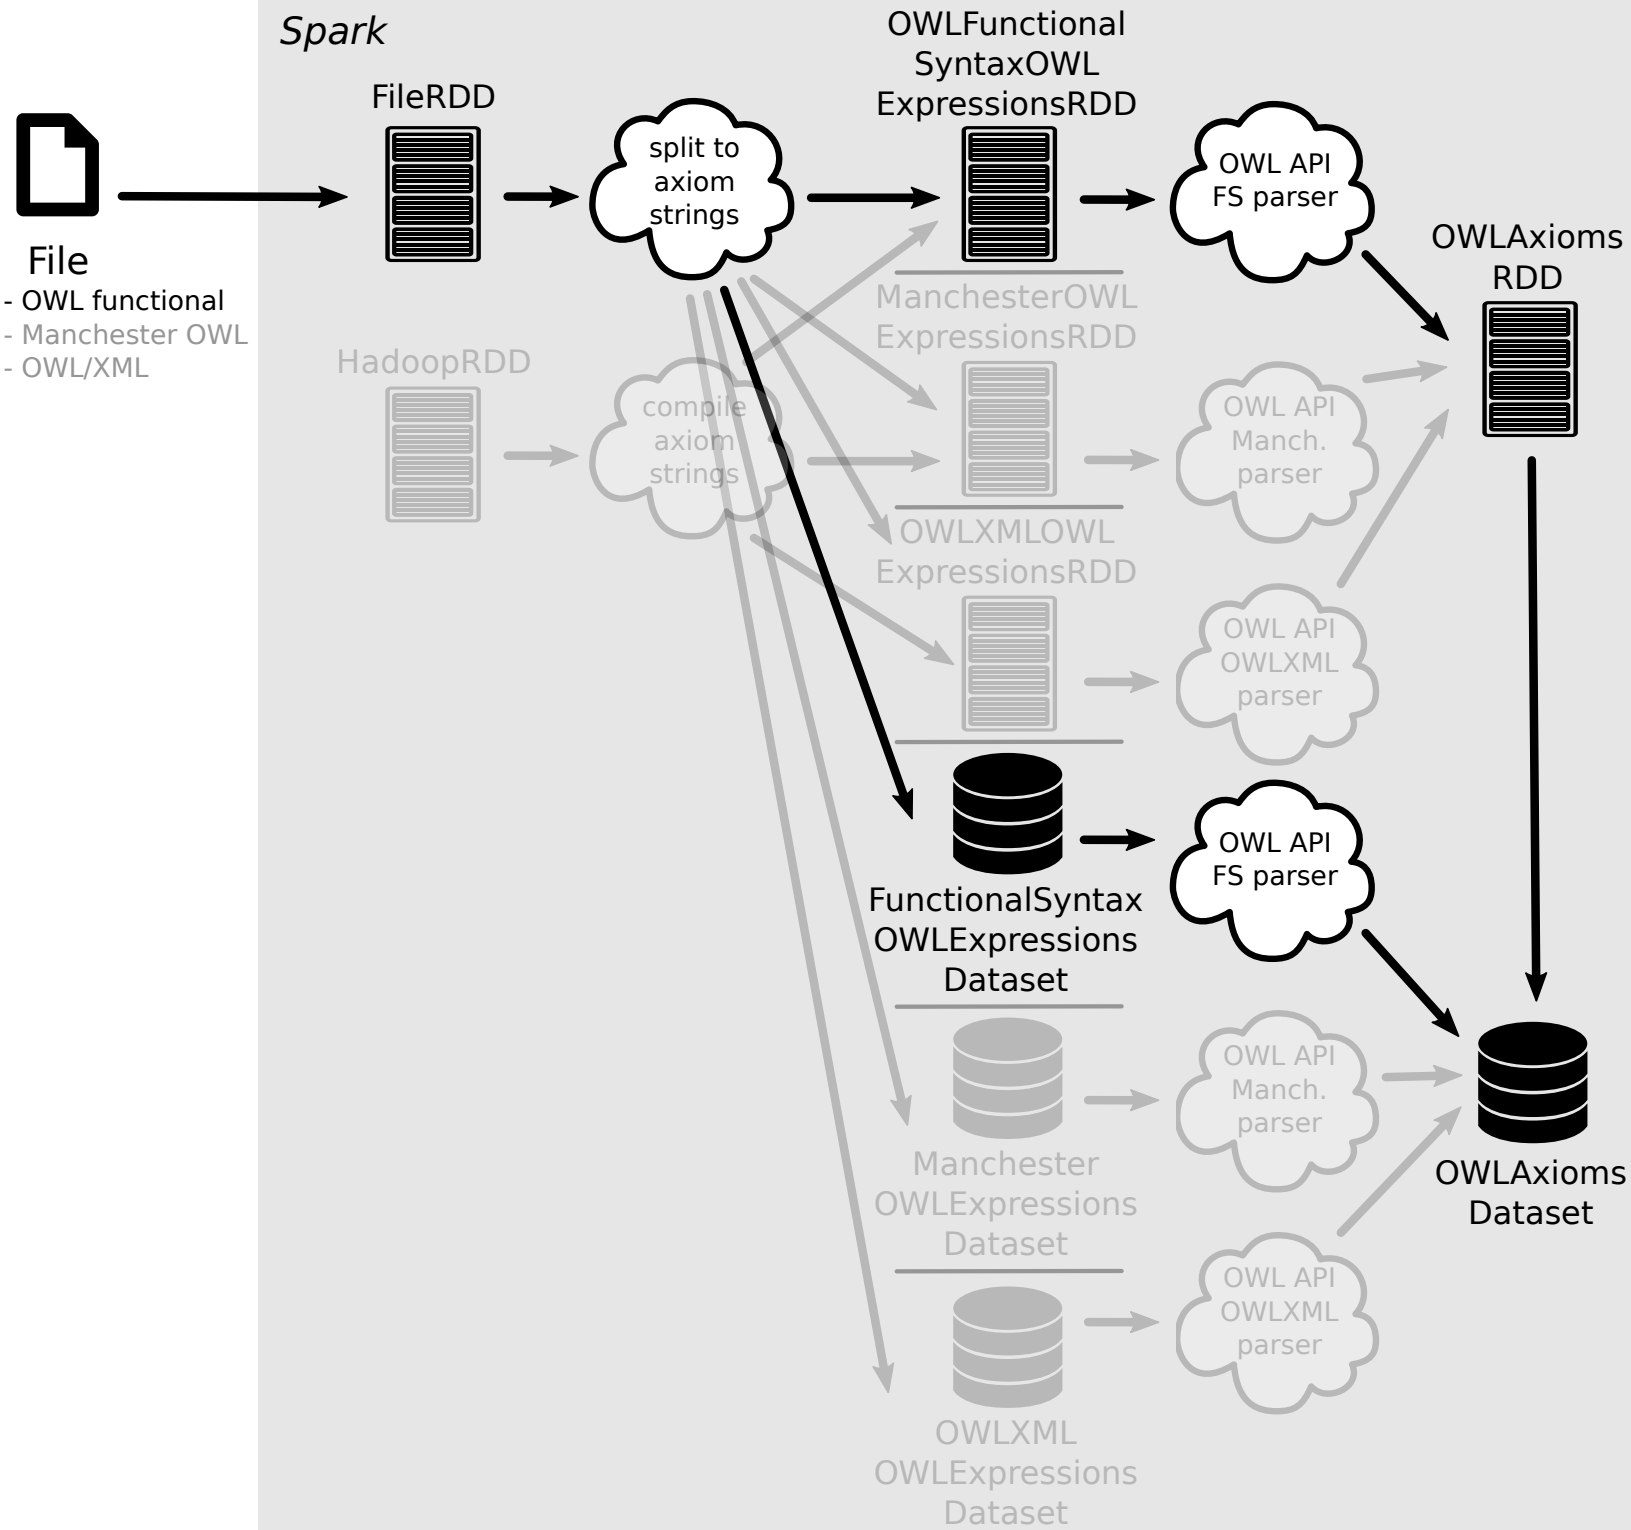 Spark
File
- OWL functional
- Manchester OWL
- OWL/XML
FileRDD
split to
axiom
strings
OWLFunctional
SyntaxOWL
ExpressionsRDD
OWL API
FS parser
OWLAxioms
RDD
HadoopRDD
compile
axiom
strings
ManchesterOWL
ExpressionsRDD
OWL API
Manch.
parser
OWLXMLOWL
ExpressionsRDD
OWL API
OWLXML
parser
FunctionalSyntax
OWLExpressions
Dataset
OWL API
FS parser
Manchester
OWLExpressions
Dataset
OWL API
Manch.
parser
OWLAxioms
Dataset
OWLXML
OWLExpressions
Dataset
OWL API
OWLXML
parser